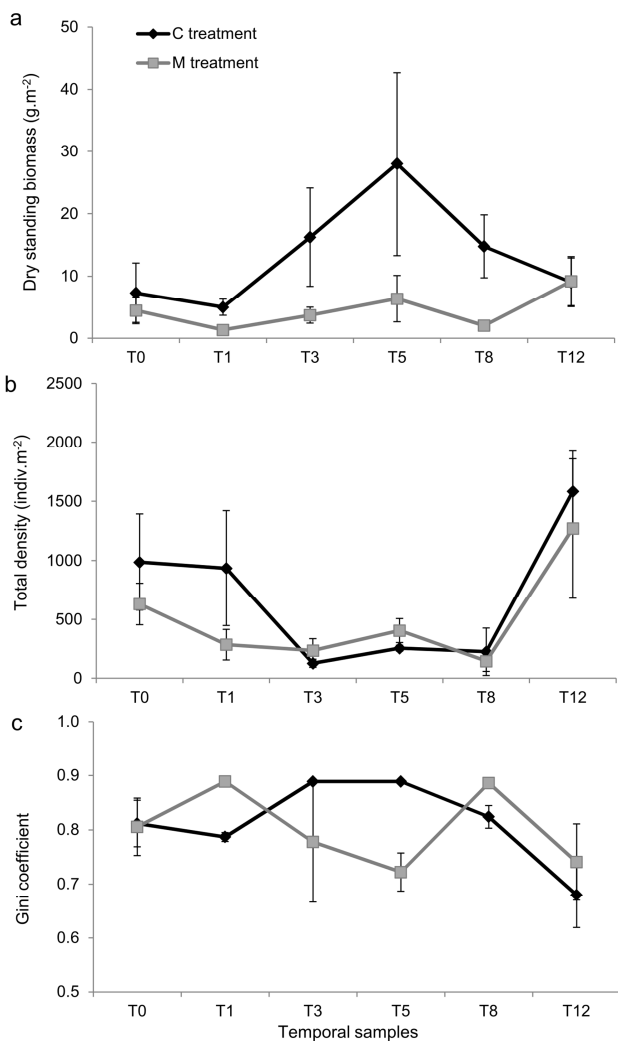 a
50
C treatment
M treatment
40
30
20
10
0
Dry standing biomass (g.m-2)
T0 T1 T3 T5 T8 T12
b
2500
2000
1500
1000
500
0
Total density (indiv.m-2)
T0 T1 T3 T5 T8 T12
c
1.0
0.9
0.8
0.7
0.6
0.5
Gini coefficient
T0 T1 T3 T5 T8 T12
Temporal samples